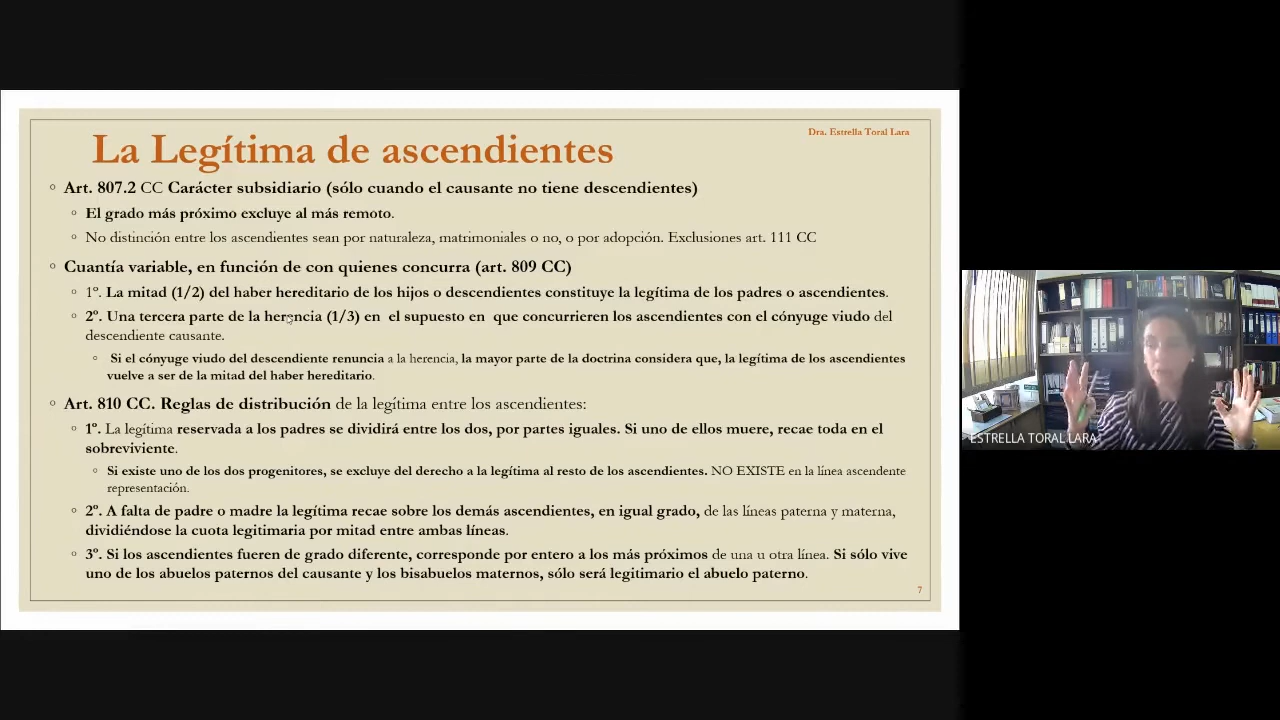 Dra. Estrella Toral Lara
La Legítima de ascendientes
◦ Art. 807.2 CC Carácter subsidiario (sólo cuando el causante no tiene descendientes)
◦ El grado más próximo excluye al más remoto.
◦ No distinción entre los ascendientes sean por naturaleza, matrimoniales o no, o por adopción. Exclusiones art. 111 CC
◦ Cuantía variable, en función de con quienes concurra (art. 809 CC)
◦ 1º. La mitad (1/2) del haber hereditario de los hijos o descendientes constituye la legítima de los padres o ascendientes.
◦ 2º. Una tercera parte de la herencia (1/3) en el supuesto en que concurrieren los ascendientes con el cónyuge viudo del
descendiente causante.
◦ Si el cónyuge viudo del descendiente renuncia a la herencia, la mayor parte de la doctrina considera que, la legítima de los ascendientes
vuelve a ser de la mitad del haber hereditario.
◦ Art. 810 CC. Reglas de distribución de la legítima entre los ascendientes:
◦ 1º. La legítima reservada a los padres se dividirá entre los dos, por partes iguales. Si uno de ellos muere, recae toda en el
sobreviviente.
◦ Si existe uno de los dos progenitores, se excluye del derecho a la legítima al resto de los ascendientes. NO EXISTE en la línea ascendente
representación.
◦ 2º. A falta de padre o madre la legítima recae sobre los demás ascendientes, en igual grado, de las líneas paterna y materna,
dividiéndose la cuota legitimaria por mitad entre ambas líneas.
◦ 3º. Si los ascendientes fueren de grado diferente, corresponde por entero a los más próximos de una u otra línea. Si sólo vive
uno de los abuelos paternos del causante y los bisabuelos maternos, sólo será legitimario el abuelo paterno.
7
ESTRELLA TORAL LARA